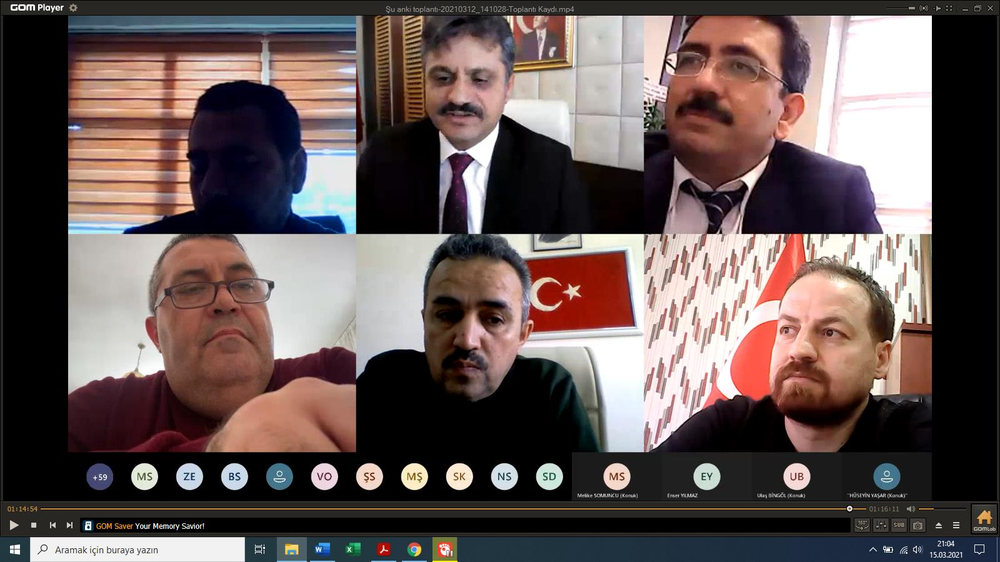 GOM Player
Şu anki toplantı-20210312_141028-Toplantı Kaydı.mp4
+59
MS
ZE
BS
VO
ŞS
MŞ
SK
NS
SD
MS
EY
UB
Melike SOMUNCU (Konuk)
Enser YILMAZ
Ulaş BİNGÖL (Konuk)
"HÜSEYİN YAŞAR (Konuk)"
01:14:54
01:16:11
GOM Saver Your Memory Savior!
360°
SUB
GOMLab
Aramak için buraya yazın
21:04
15.03.2021